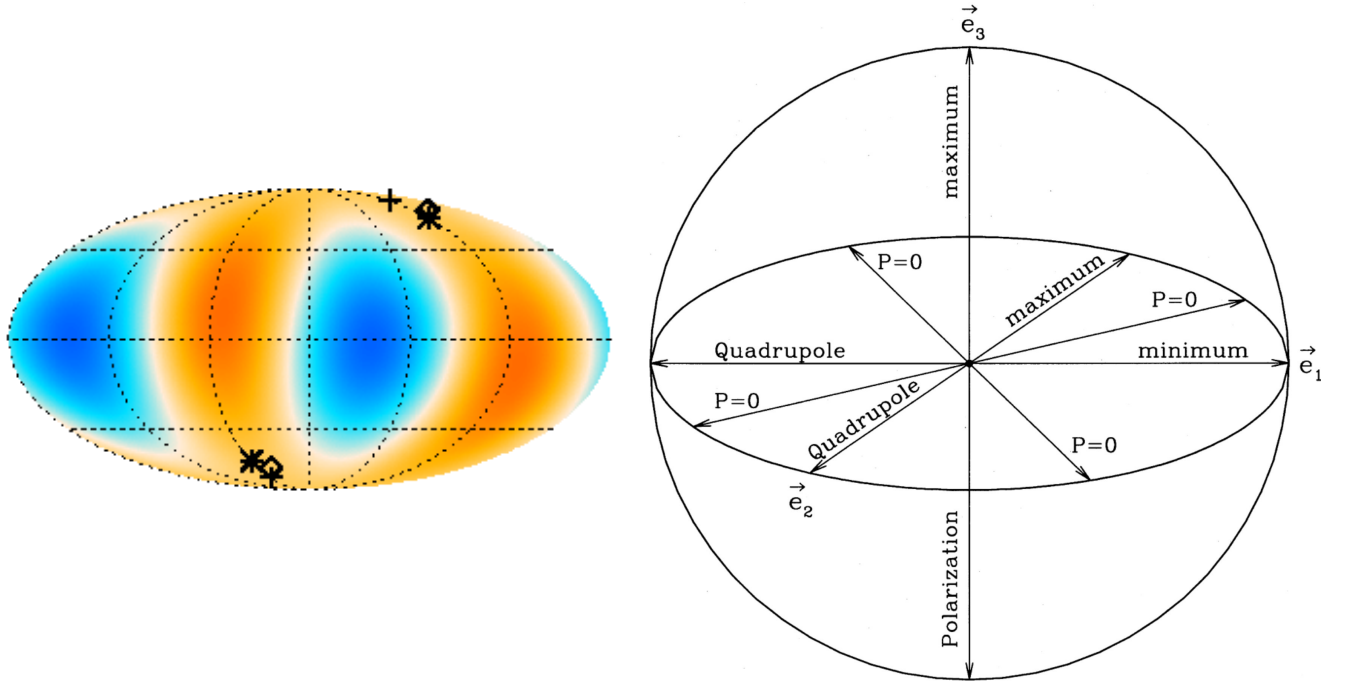 e₃
maximum
P=0
maximum
P=0
Quadrupole
minimum
e₁
P=0
Quadrupole
P=0
e₂
Polarization